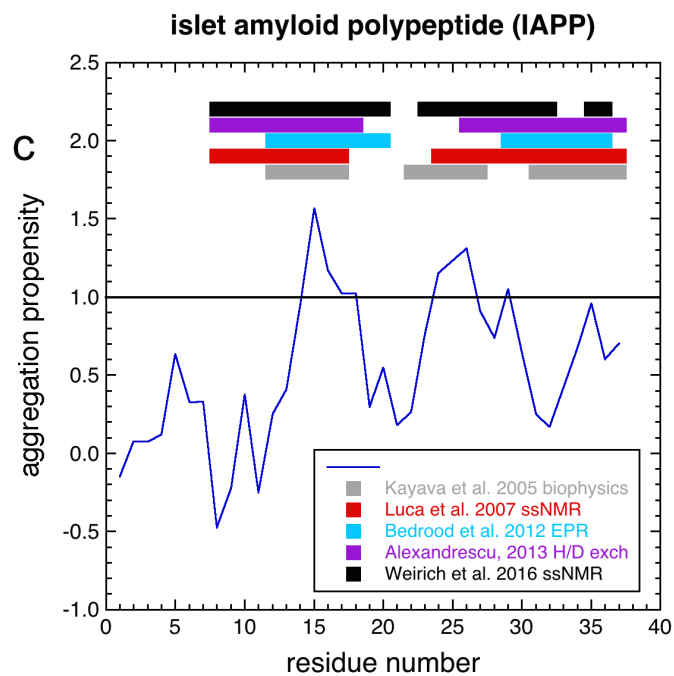 islet amyloid polypeptide (IAPP)
C
2.5
2.0
1.5
1.0
0.5
0.0
-0.5
-1.0
aggregation propensity
Kayava et al. 2005 biophysics
Luca et al. 2007 ssNMR
Bedrood et al. 2012 EPR
Alexandrescu, 2013 H/D exch
Weirich et al. 2016 ssNMR
0 5 10 15 20 25 30 35 40
residue number